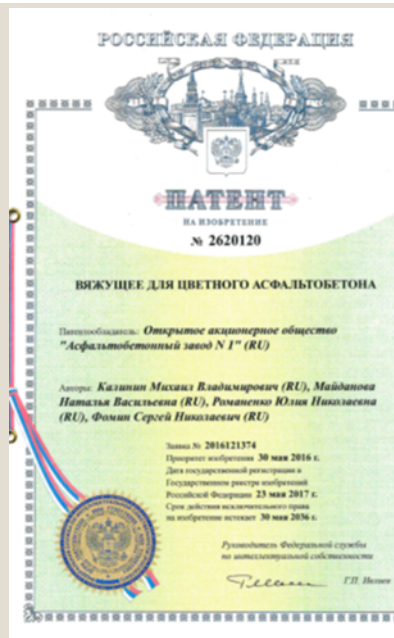 РОССИЙСКАЯ ФЕДЕРАЦИЯ
ПАТЕНТ
НА ИЗОБРЕТЕНИЕ
№ 2620120
ВЯЖУЩЕЕ ДЛЯ ЦВЕТНОГО АСФАЛЬТОБЕТОНА
Патентообладатель: Открытое акционерное общество
"Асфальтобетонный завод N 1" (RU)
Авторы: Калинин Михаил Владимирович (RU), Майданова
Наталья Васильевна (RU), Романенко Юлия Николаевна
(RU), Фомин Сергей Николаевич (RU)
Заявка № 2016121374
Приоритет изобретения 30 мая 2016 г.
Дата государственной регистрации в
Государственном реестре изобретений
Российской Федерации 23 мая 2017 г.
Срок действия исключительного права
на изобретение истекает 30 мая 2036 г.
Руководитель Федеральной службы
по интеллектуальной собственности
Г.П. Ивлиев